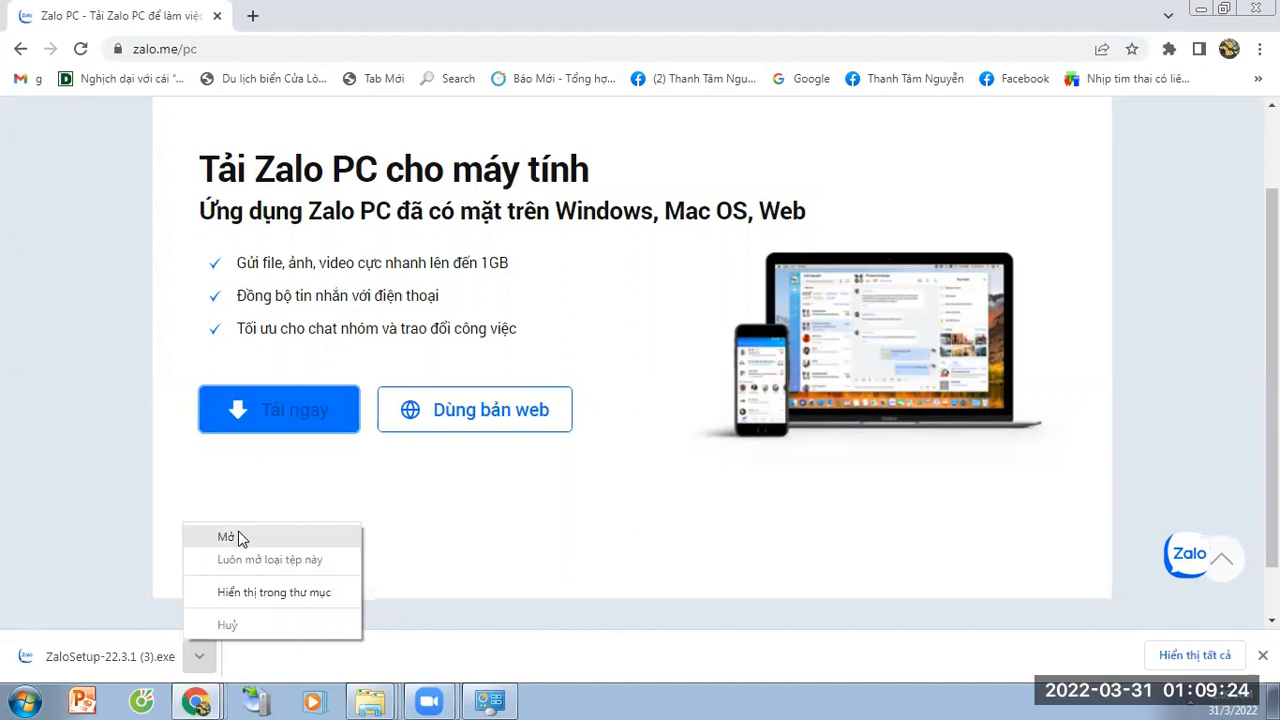 Zalo PC - Tải Zalo PC để làm việc
zalo.me/pc
g
Nghịch dại với cái "...
Du lịch biển Cửa Lò...
Tab Mới
Search
Báo Mới - Tổng hợ...
(2) Thanh Tâm Ngu...
Google
Thanh Tâm Nguyễn
Facebook
Nhịp tim thai có liê...
Tải Zalo PC cho máy tính
Ứng dụng Zalo PC đã có mặt trên Windows, Mac OS, Web
Gửi file, ảnh, video cực nhanh lên đến 1GB
Đồng bộ tin nhắn với điện thoại
Tối ưu cho chat nhóm và trao đổi công việc
Tải ngay
Dùng bản web
Mở
Luôn mở loại tệp này
Hiển thị trong thư mục
Huỷ
Zalo
ZaloSetup-22.3.1 (3).exe
Hiển thị tất cả
2022-03-31 01:09:24
31/3/2022